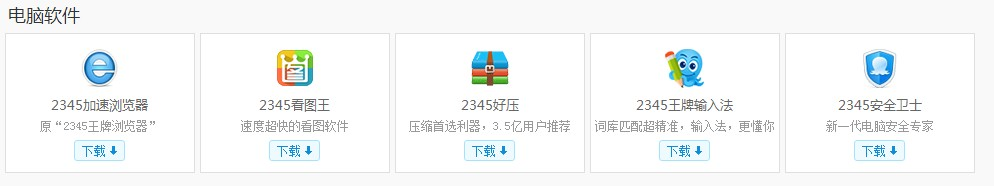 电脑软件
2345加速浏览器
原“2345王牌浏览器”
下载
2345看图王
速度超快的看图软件
下载
2345好压
压缩首选利器，3.5亿用户推荐
下载
2345王牌输入法
词库匹配超精准，输入法，更懂你
下载
2345安全卫士
新一代电脑安全专家
下载